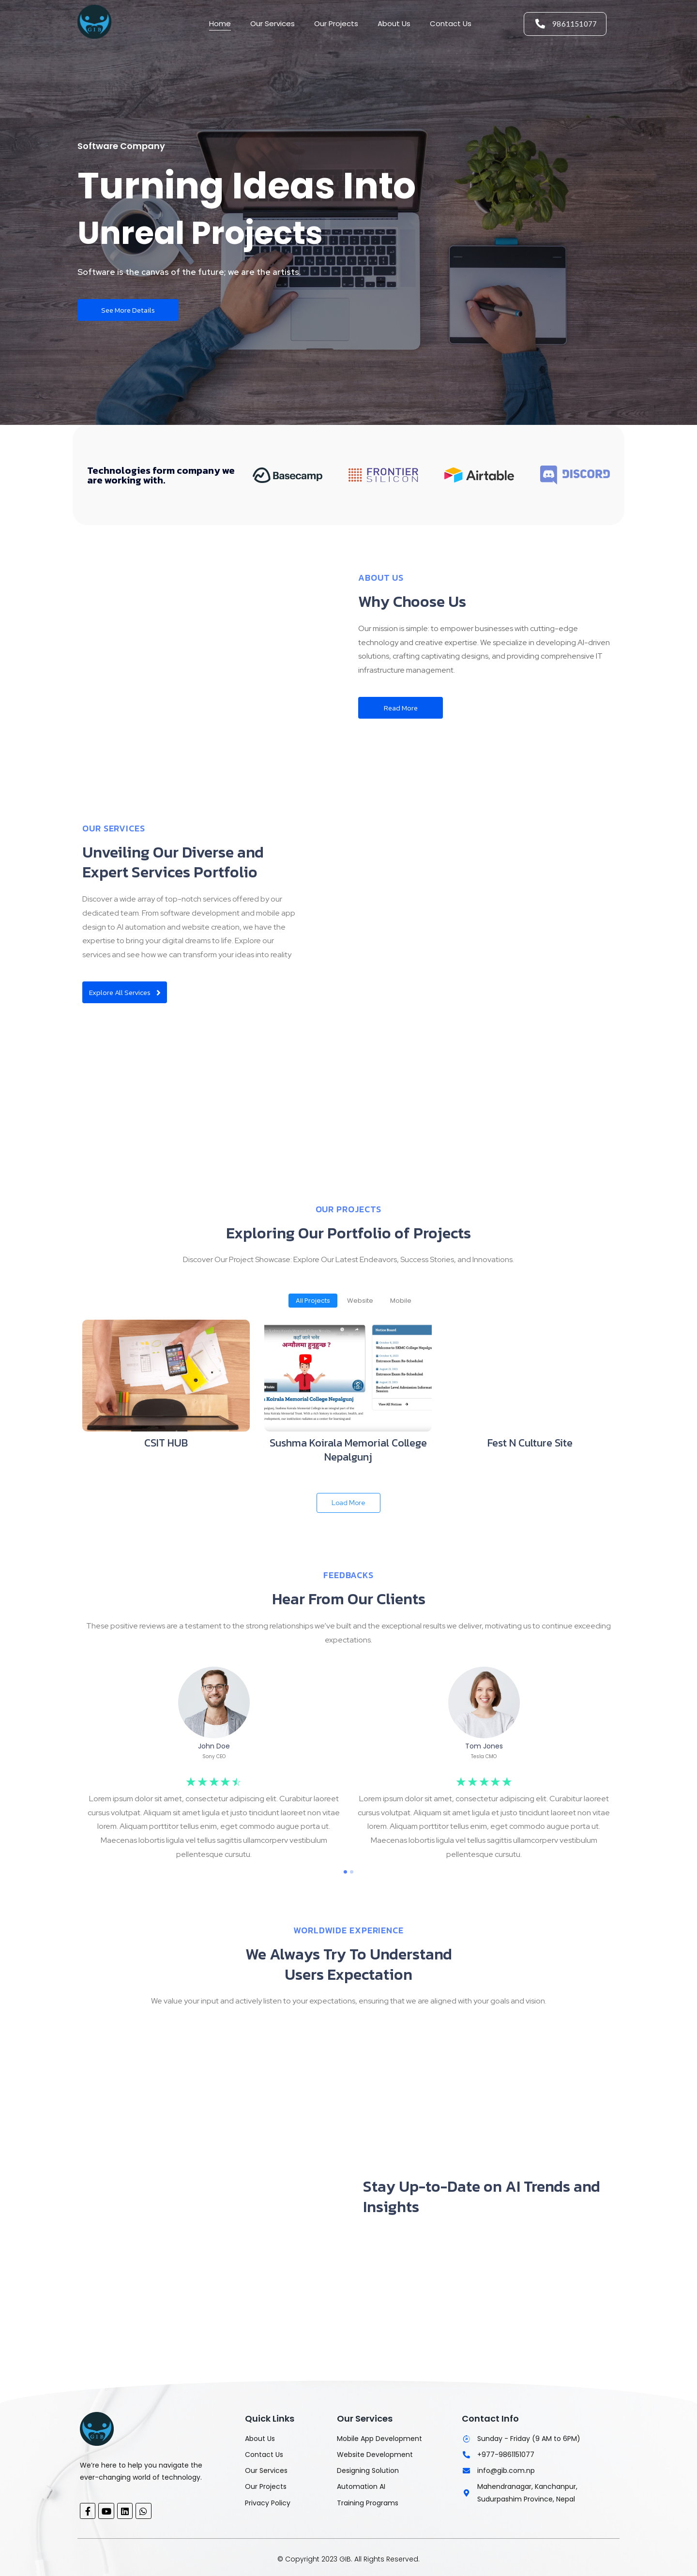 GIB
Home
Our Services
Our Projects
About Us
Contact Us
9861151077
Software Company
Turning Ideas Into
Unreal Projects
Software is the canvas of the future; we are the artists.
See More Details
Technologies form company we
are working with.
Basecamp
FRONTIER
SILICON
Airtable
DISCORD
ABOUT US
Why Choose Us
Our mission is simple: to empower businesses with cutting-edge
technology and creative expertise. We specialize in developing AI-driven
solutions, crafting captivating designs, and providing comprehensive IT
infrastructure management.
Read More
OUR SERVICES
Unveiling Our Diverse and
Expert Services Portfolio
Discover a wide array of top-notch services offered by our
dedicated team. From software development and mobile app
design to AI automation and website creation, we have the
expertise to bring your digital dreams to life. Explore our
services and see how we can transform your ideas into reality
Explore All Services
OUR PROJECTS
Exploring Our Portfolio of Projects
Discover Our Project Showcase: Explore Our Latest Endeavors, Success Stories, and Innovations.
All Projects
Website
Mobile
CSIT HUB
Sushma Koirala Memorial College
Nepalgunj
Fest N Culture Site
Load More
FEEDBACKS
Hear From Our Clients
These positive reviews are a testament to the strong relationships we've built and the exceptional results we deliver, motivating us to continue exceeding
expectations.
John Doe
Sony CEO
Lorem ipsum dolor sit amet, consectetur adipiscing elit. Curabitur laoreet
cursus volutpat. Aliquam sit amet ligula et justo tincidunt laoreet non vitae
lorem. Aliquam porttitor tellus enim, eget commodo augue porta ut.
Maecenas lobortis ligula vel tellus sagittis ullamcorperv vestibulum
pellentesque cursutu.
Tom Jones
Tesla CMO
Lorem ipsum dolor sit amet, consectetur adipiscing elit. Curabitur laoreet
cursus volutpat. Aliquam sit amet ligula et justo tincidunt laoreet non vitae
lorem. Aliquam porttitor tellus enim, eget commodo augue porta ut.
Maecenas lobortis ligula vel tellus sagittis ullamcorperv vestibulum
pellentesque cursutu.
WORLDWIDE EXPERIENCE
We Always Try To Understand
Users Expectation
We value your input and actively listen to your expectations, ensuring that we are aligned with your goals and vision.
Stay Up-to-Date on AI Trends and
Insights
We're here to help you navigate the
ever-changing world of technology.
Quick Links
About Us
Contact Us
Our Services
Our Projects
Privacy Policy
Our Services
Mobile App Development
Website Development
Designing Solution
Automation AI
Training Programs
Contact Info
Sunday - Friday (9 AM to 6PM)
+977-9861151077
info@gib.com.np
Mahendranagar, Kanchanpur,
Sudurpashim Province, Nepal
© Copyright 2023 GIB. All Rights Reserved.